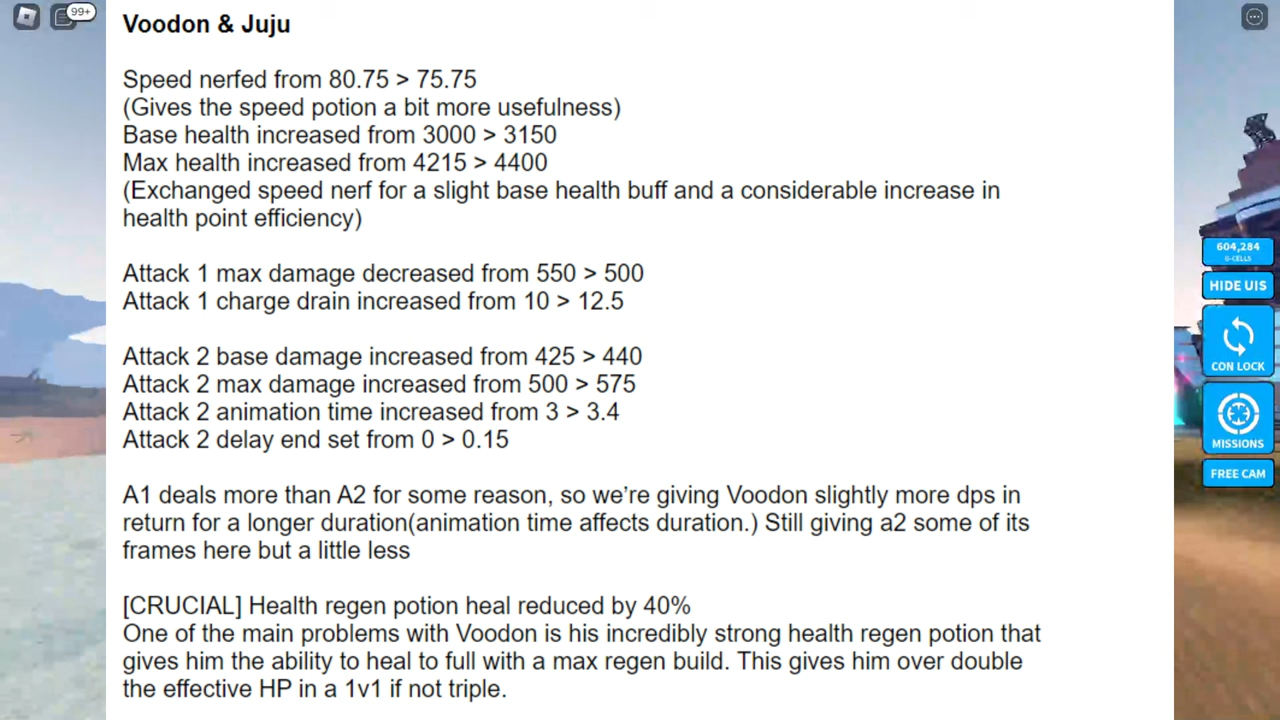 99+
Voodon & Juju
Speed nerfed from 80.75 > 75.75
(Gives the speed potion a bit more usefulness)
Base health increased from 3000 > 3150
Max health increased from 4215 > 4400
(Exchanged speed nerf for a slight base health buff and a considerable increase in
health point efficiency)
Attack 1 max damage decreased from 550 > 500
Attack 1 charge drain increased from 10 > 12.5
Attack 2 base damage increased from 425 > 440
Attack 2 max damage increased from 500 > 575
Attack 2 animation time increased from 3 > 3.4
Attack 2 delay end set from 0 > 0.15
A1 deals more than A2 for some reason, so we’re giving Voodon slightly more dps in
return for a longer duration(animation time affects duration.) Still giving a2 some of its
frames here but a little less
[CRUCIAL] Health regen potion heal reduced by 40%
One of the main problems with Voodon is his incredibly strong health regen potion that
gives him the ability to heal to full with a max regen build. This gives him over double
the effective HP in a 1v1 if not triple.
604,284
G-CELLS
HIDE UIS
CON LOCK
MISSIONS
FREE CAM